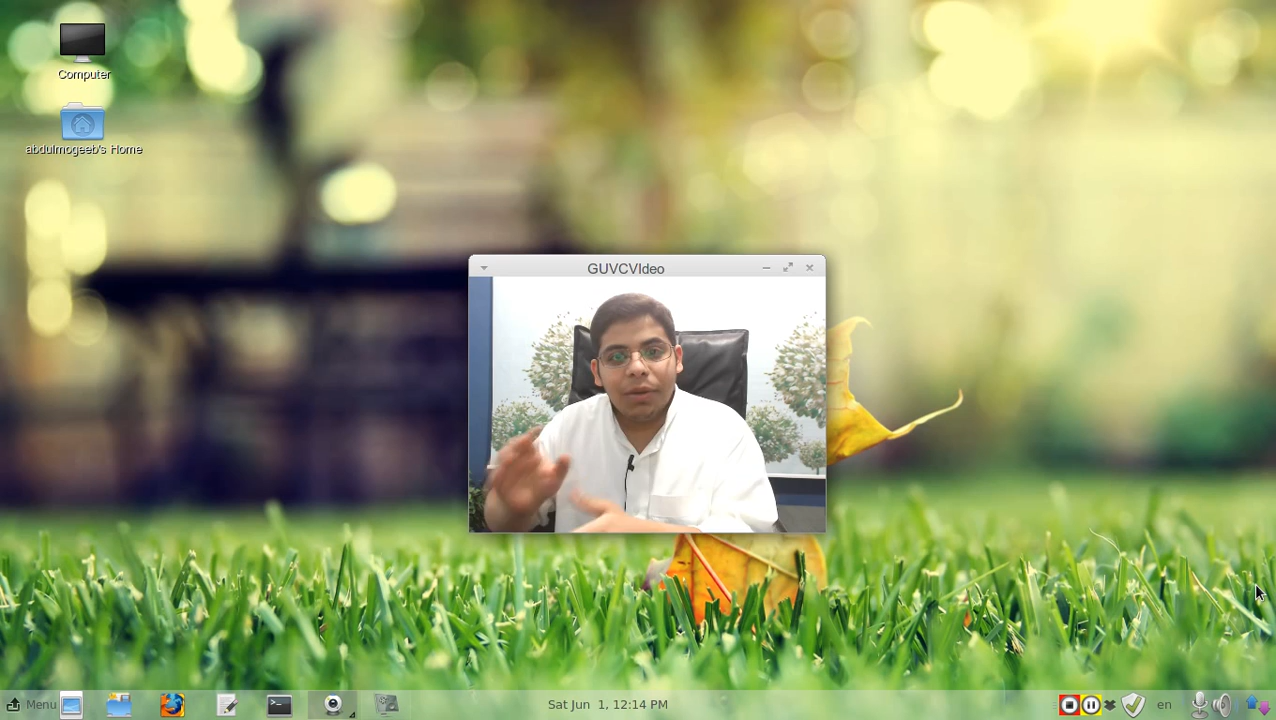 Computer
abdulmogeeb's Home
GUVCVIdeo
Menu
Sat Jun 1, 12:14 PM
en